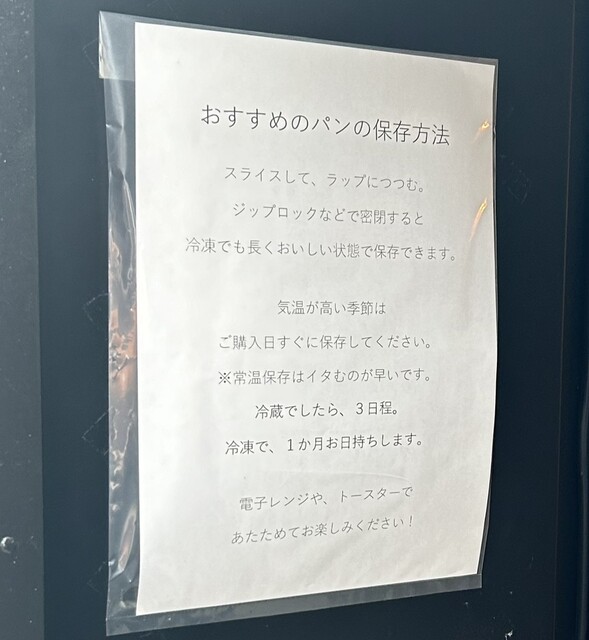 おすすめのパンの保存方法
スライスして、ラップにつつむ。
ジップロックなどで密閉すると
冷凍でも長くおいしい状態で保存できます。
気温が高い季節は
ご購入日すぐに保存してください。
※常温保存はイタむのが早いです。
冷蔵でしたら、３日程。
冷凍で、１か月お日持ちします。
電子レンジや、トースターで
あたためてお楽しみください！